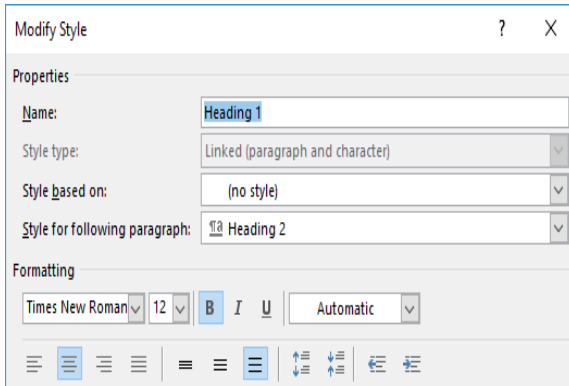 Modify Style ? X
Properties
Name: Heading 1
Style type: Linked (paragraph and character)
Style based on: (no style)
Style for following paragraph: ¶a Heading 2
Formatting
Times New Roman 12 B I U Automatic